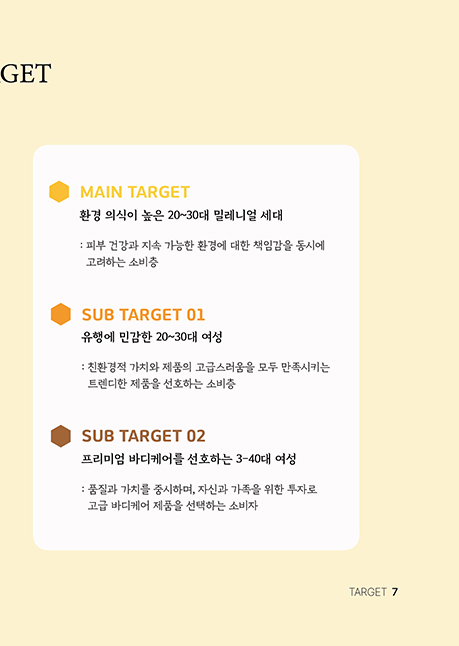 GET
MAIN TARGET
환경 의식이 높은 20~30대 밀레니얼 세대
: 피부 건강과 지속 가능한 환경에 대한 책임감을 동시에
고려하는 소비층
SUB TARGET 01
유행에 민감한 20~30대 여성
: 친환경적 가치와 제품의 고급스러움을 모두 만족시키는
트렌디한 제품을 선호하는 소비층
SUB TARGET 02
프리미엄 바디케어를 선호하는 3-40대 여성
: 품질과 가치를 중시하며, 자신과 가족을 위한 투자로
고급 바디케어 제품을 선택하는 소비자
TARGET 7